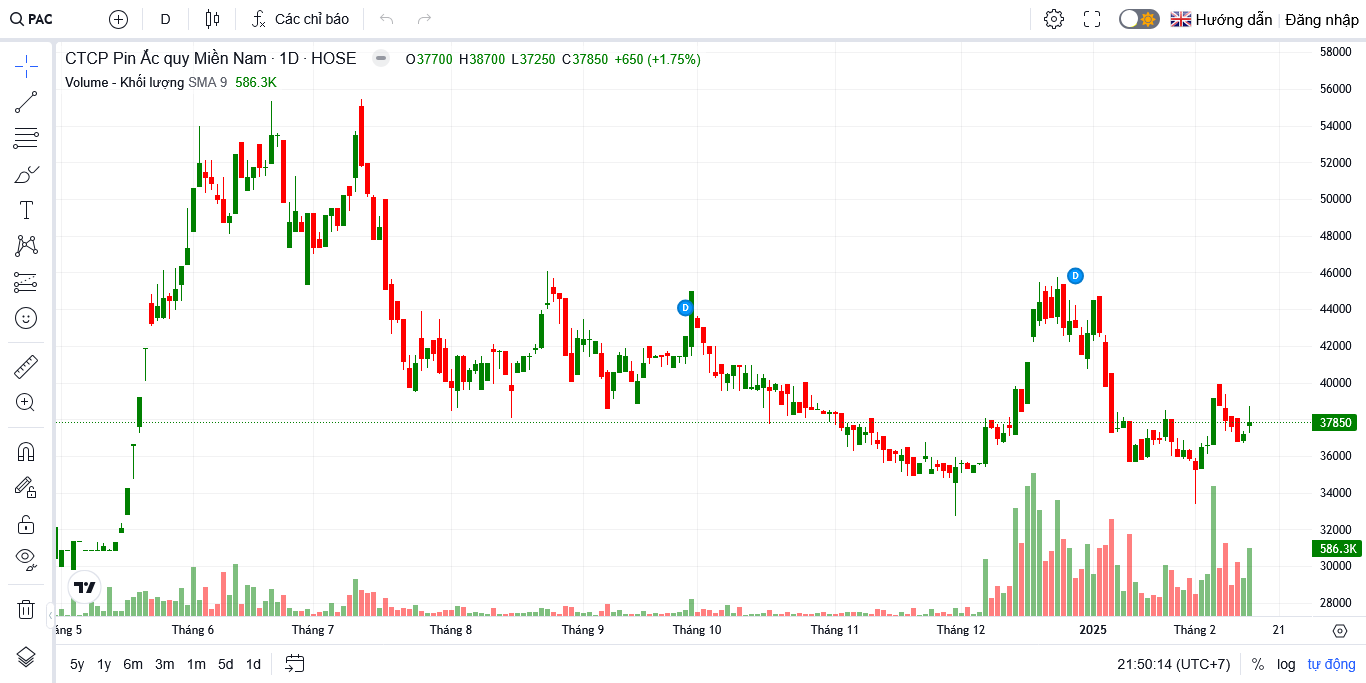 PAC D Các chỉ báo Hướng dẫn Đăng nhập
CTCP Pin Ắc quy Miền Nam · 1D · HOSE O37700 H38700 L37250 C37850 +650 (+1.75%)
Volume - Khối lượng SMA 9 586.3K
58000
56000
54000
52000
50000
48000
46000
D
44000
D
42000
40000
37850
36000
34000
32000
586.3K
30000
28000
áng 5 Tháng 6 Tháng 7 Tháng 8 Tháng 9 Tháng 10 Tháng 11 Tháng 12 2025 Tháng 2 21
5y 1y 6m 3m 1m 5d 1d 21:50:14 (UTC+7) % log tự động